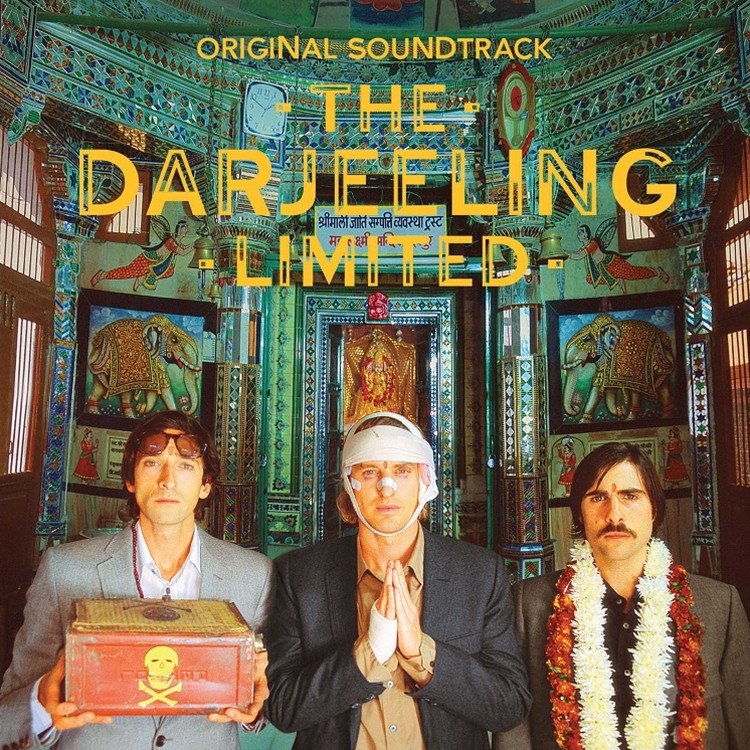 ORIGINAL SOUNDTRACK
THE
DARJEELING
श्रीमाली जाति सम्पत्ति व्यवस्था ट्रस्ट
LIMITED